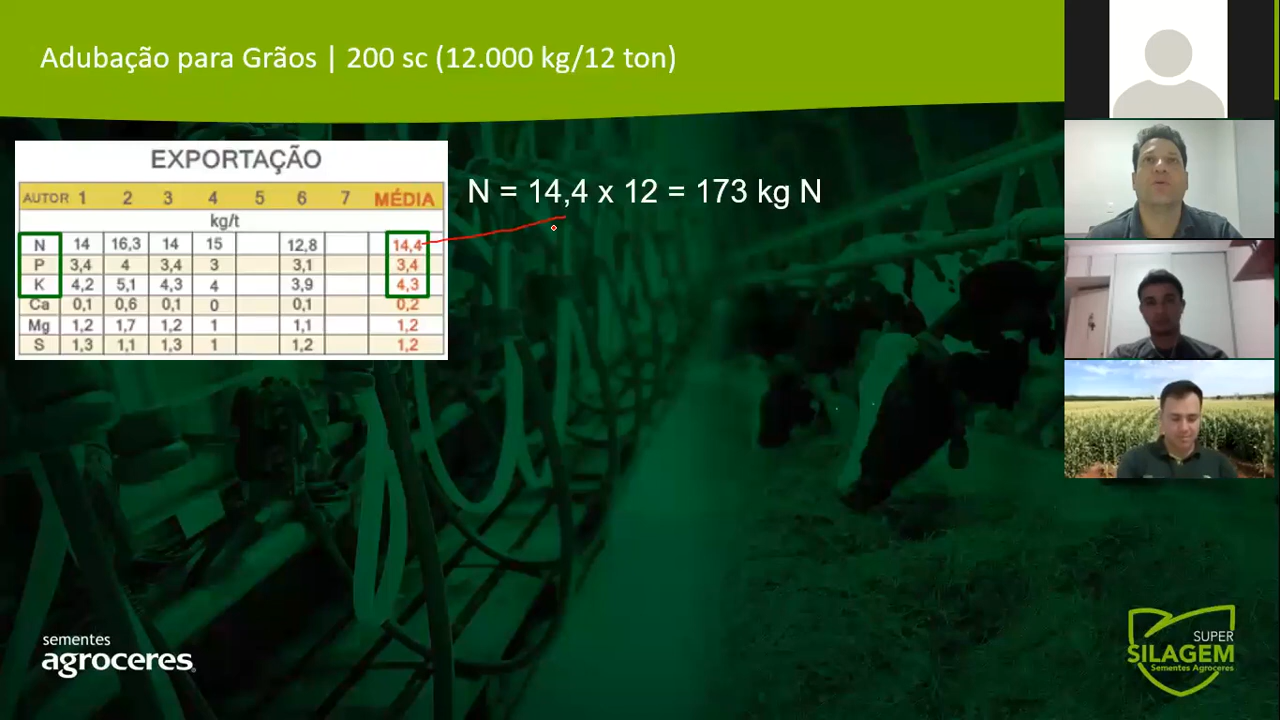 Adubação para Grãos | 200 sc (12.000 kg/12 ton)
EXPORTAÇÃO
AUTOR 1 2 3 4 5 6 7 MÉDIA
kg/t
N 14 16,3 14 15 12,8 14,4
P 3,4 4 3,4 3 3,1 3,4
K 4,2 5,1 4,3 4 3,9 4,3
Ca 0,1 0,6 0,1 0 0,1 0,2
Mg 1,2 1,7 1,2 1 1,1 1,2
S 1,3 1,1 1,3 1 1,2 1,2
N = 14,4 x 12 = 173 kg N
sementes
agroceres
SUPER
SILAGEM
Sementes Agroceres